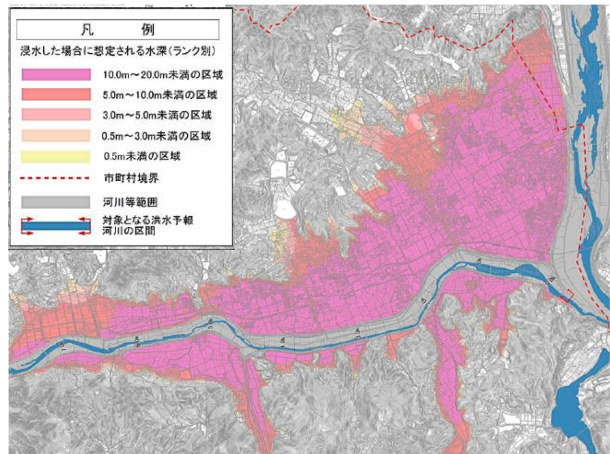 凡　　例
浸水した場合に想定される水深(ランク別)
10.0m～20.0m未満の区域
5.0m～10.0m未満の区域
3.0m～5.0m未満の区域
0.5m～3.0m未満の区域
0.5m未満の区域
市町村境界
河川等範囲
対象となる洪水予報
河川の区間